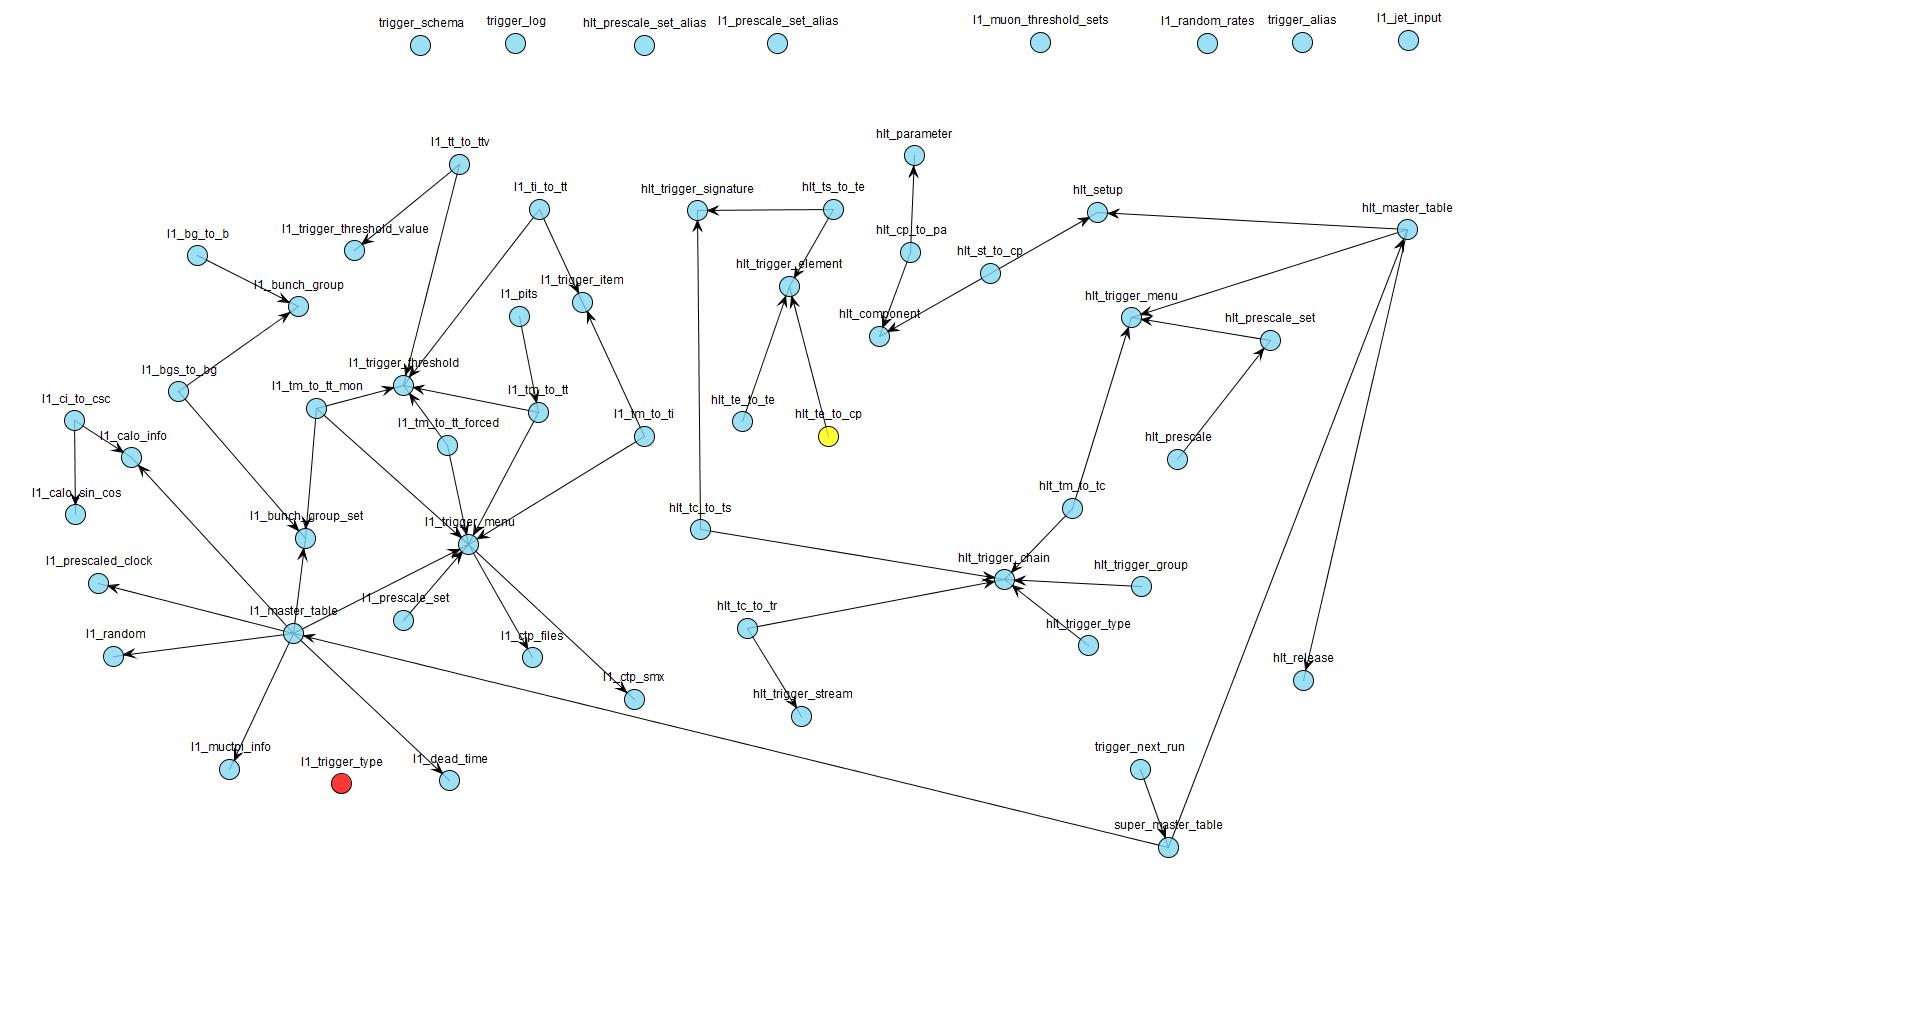 trigger_schema
trigger_log
hlt_prescale_set_alias
l1_prescale_set_alias
l1_muon_threshold_sets
l1_random_rates
trigger_alias
l1_jet_input
hlt_parameter
l1_tt_to_ttv
l1_ti_to_tt
hlt_trigger_signature
hlt_ts_to_te
hlt_setup
hlt_master_table
l1_bg_to_b
l1_trigger_threshold_value
hlt_cp_to_pa
hlt_st_to_cp
hlt_trigger_element
l1_bunch_group
l1_pits
l1_trigger_item
hlt_component
hlt_trigger_menu
hlt_prescale_set
l1_trigger_threshold
l1_bgs_to_bg
l1_tm_to_tt_mon
l1_tm_to_tt
l1_ci_to_csc
hlt_te_to_te
l1_tm_to_tt_forced
l1_tm_to_ti
hlt_te_to_cp
l1_calo_info
hlt_prescale
l1_calo_sin_cos
hlt_tm_to_tc
l1_bunch_group_set
l1_trigger_menu
hlt_tc_to_ts
l1_prescaled_clock
hlt_trigger_chain
hlt_trigger_group
l1_master_table
l1_prescale_set
hlt_tc_to_tr
l1_random
l1_ctp_files
hlt_trigger_type
hlt_release
l1_ctp_smx
hlt_trigger_stream
l1_muctpi_info
l1_trigger_type
l1_dead_time
trigger_next_run
super_master_table